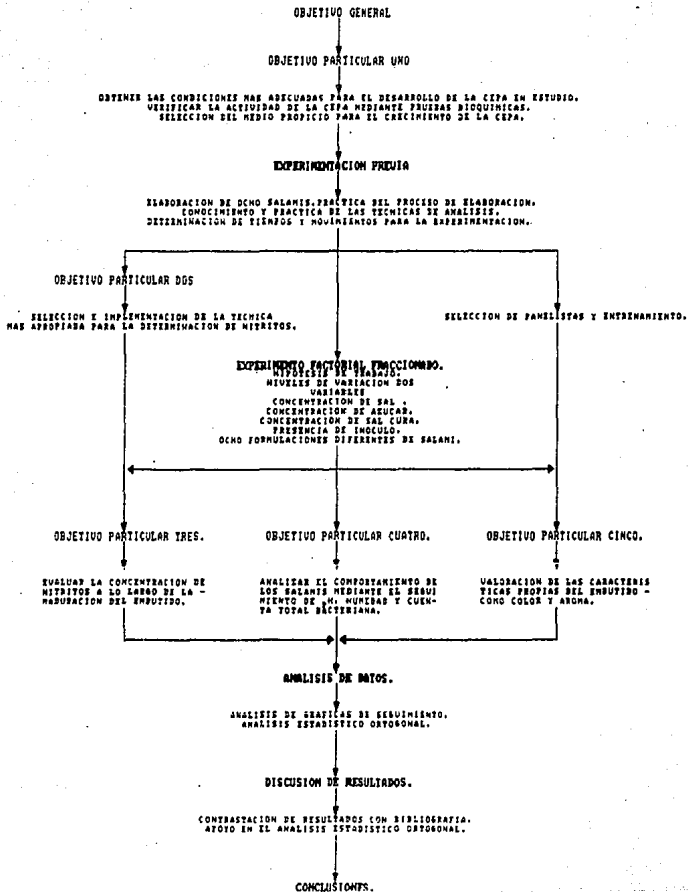 OBJETIVO GENERAL
OBJETIVO PARTICULAR UNO
OBTENER LAS CONDICIONES MAS ADECUADAS PARA EL DESARROLLO DE LA CEPA EN ESTUDIO.
VERIFICAR LA ACTIVIDAD DE LA CEPA MEDIANTE PRUEBAS BIOQUIMICAS.
SELECCION DEL MEDIO PROPICIO PARA EL CRECIMIENTO DE LA CEPA.
EXPERIMENTACION PREVIA
ELABORACION DE OCHO SALAMIS.PRACTICA DEL PROCESO DE ELABORACION.
CONOCIMIENTO Y PRACTICA DE LAS TECNICAS DE ANALISIS.
DETERMINACION DE TIEMPOS Y MOVIMIENTOS PARA LA EXPERIMENTACION.
OBJETIVO PARTICULAR DOS
SELECCION E IMPLEMENTACION DE LA TECNICA
MAS APROPIADA PARA LA DETERMINACION DE NITRITOS.
SELECCION DE PANELISTAS Y ENTRENAMIENTO.
EXPERIMENTO FACTORIAL FRACCIONADO.
HIPOTESIS DE TRABAJO.
NIVELES DE VARIACION DOS
VARIABLES
CONCENTRACION DE SAL .
CONCENTRACION DE AZUCAR.
CONCENTRACION DE SAL CURA.
PRESENCIA DE INOCULO.
OCHO FORMULACIONES DIFERENTES DE SALAMI.
OBJETIVO PARTICULAR TRES.
EVALUAR LA CONCENTRACION DE
NITRITOS A LO LARGO DE LA -
MADURACION DEL EMBUTIDO.
OBJETIVO PARTICULAR CUATRO.
ANALIZAR EL COMPORTAMIENTO DE
LOS SALAMIS MEDIANTE EL SEGUI
MIENTO DE PH, HUMEDAD Y CUEN-
TA TOTAL BACTERIANA.
OBJETIVO PARTICULAR CINCO.
VALORACION DE LAS CARACTERIS
TICAS PROPIAS DEL EMBUTIDO -
COMO COLOR Y AROMA.
ANALISIS DE DATOS.
ANALISIS DE GRAFICAS DE SEGUIMIENTO.
ANALISIS ESTADISTICO ORTOGONAL.
DISCUSION DE RESULTADOS.
CONTRASTACION DE RESULTADOS CON BIBLIOGRAFIA.
APOYO EN EL ANALISIS ESTADISTICO ORTOGONAL.
CONCLUSIONES.